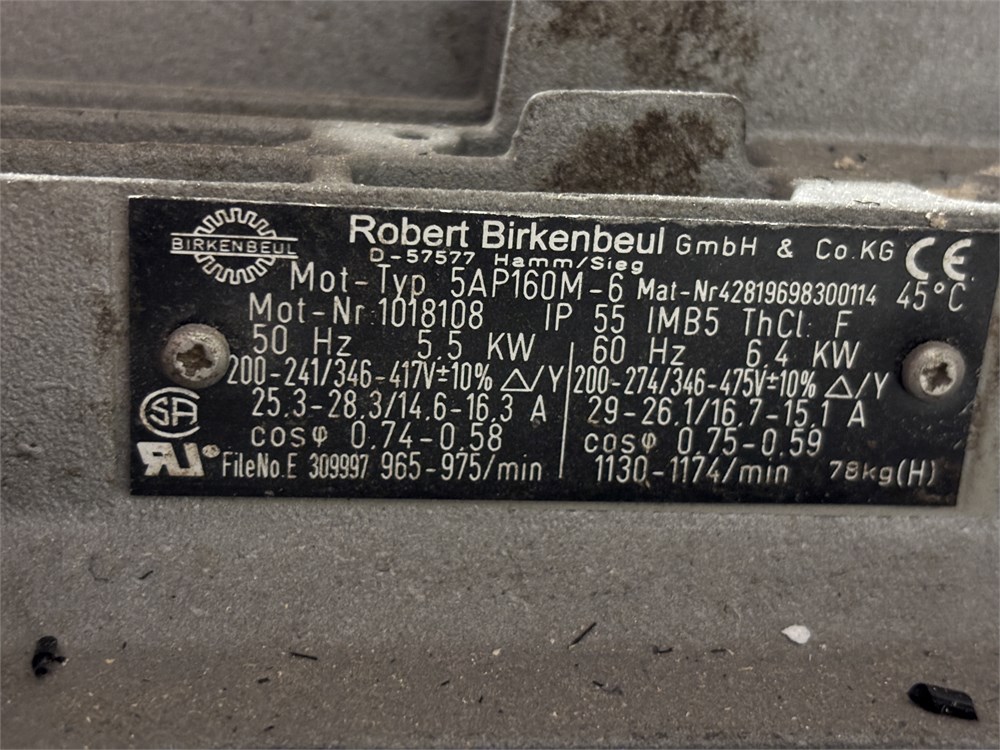 BIRKENBEUL
Robert Birkenbeul GmbH & Co.KG CE
D-57577 Hamm/Sieg
Mot-Typ 5AP160M-6 Mat-Nr42819698300114 45°C
Mot-Nr 1018108 IP 55 IMB5 ThCl. F
50 Hz 5.5 KW 60 Hz 6.4 KW
200-241/346-417V±10% △/Y 200-274/346-475V±10% △/Y
25.3-28.3/14.6-16.3 A 29-26.1/16.7-15.1 A
cosφ 0.74-0.58 cosφ 0.75-0.59
FileNo.E 309997 965-975/min 1130-1174/min 78kg(H)